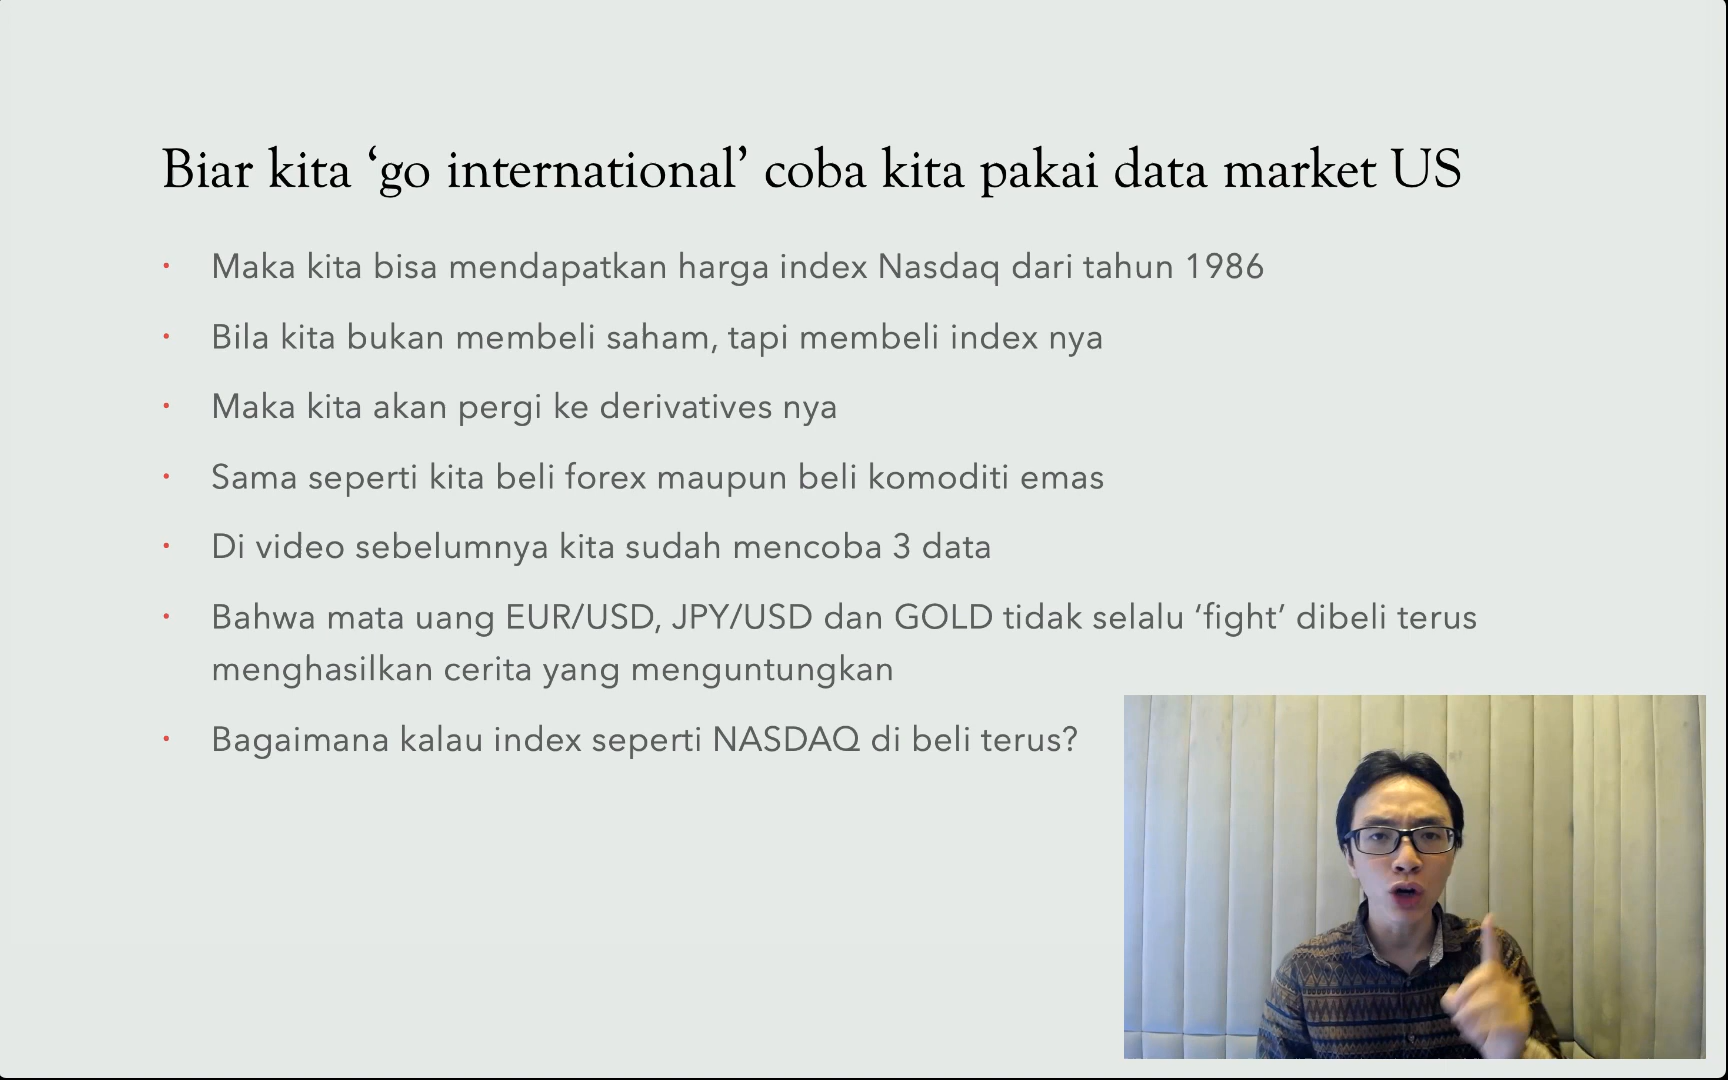 Biar kita ‘go international’ coba kita pakai data market US
• Maka kita bisa mendapatkan harga index Nasdaq dari tahun 1986
• Bila kita bukan membeli saham, tapi membeli index nya
• Maka kita akan pergi ke derivatives nya
• Sama seperti kita beli forex maupun beli komoditi emas
• Di video sebelumnya kita sudah mencoba 3 data
• Bahwa mata uang EUR/USD, JPY/USD dan GOLD tidak selalu ‘fight’ dibeli terus
menghasilkan cerita yang menguntungkan
• Bagaimana kalau index seperti NASDAQ di beli terus?